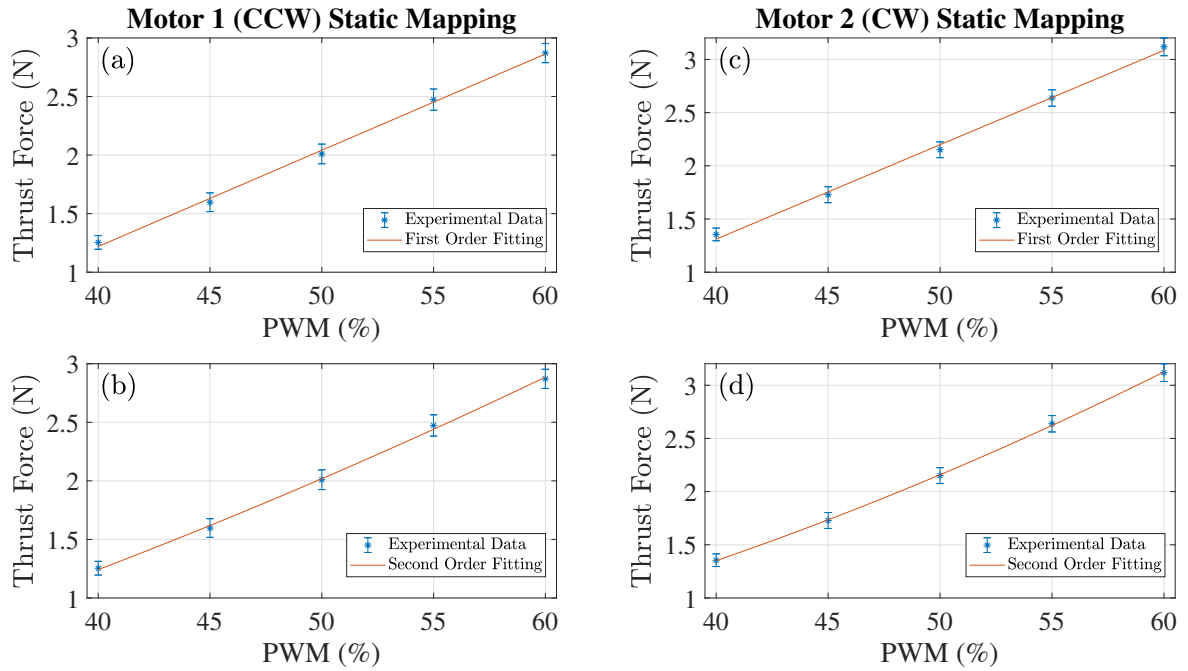 Motor 1 (CCW) Static Mapping
(a)
Thrust Force (N)
3
2.5
2
1.5
1
Experimental Data
First Order Fitting
40 45 50 55 60
PWM (%)
Motor 2 (CW) Static Mapping
(c)
Thrust Force (N)
3
2.5
2
1.5
1
Experimental Data
First Order Fitting
40 45 50 55 60
PWM (%)
(b)
Thrust Force (N)
3
2.5
2
1.5
1
Experimental Data
Second Order Fitting
40 45 50 55 60
PWM (%)
(d)
Thrust Force (N)
3
2.5
2
1.5
1
Experimental Data
Second Order Fitting
40 45 50 55 60
PWM (%)